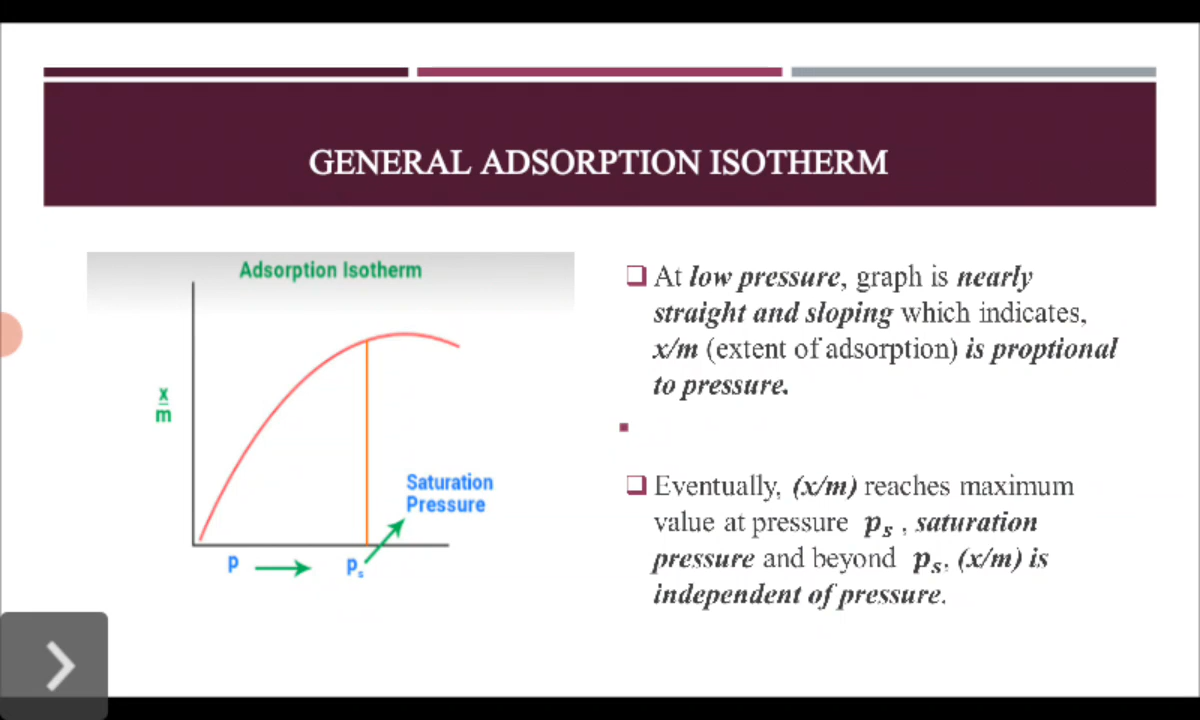 GENERAL ADSORPTION ISOTHERM
Adsorption Isotherm
x
m
Saturation
Pressure
P
Ps
At low pressure, graph is nearly
straight and sloping which indicates,
x/m (extent of adsorption) is proptional
to pressure.
Eventually, (x/m) reaches maximum
value at pressure ps , saturation
pressure and beyond ps, (x/m) is
independent of pressure.